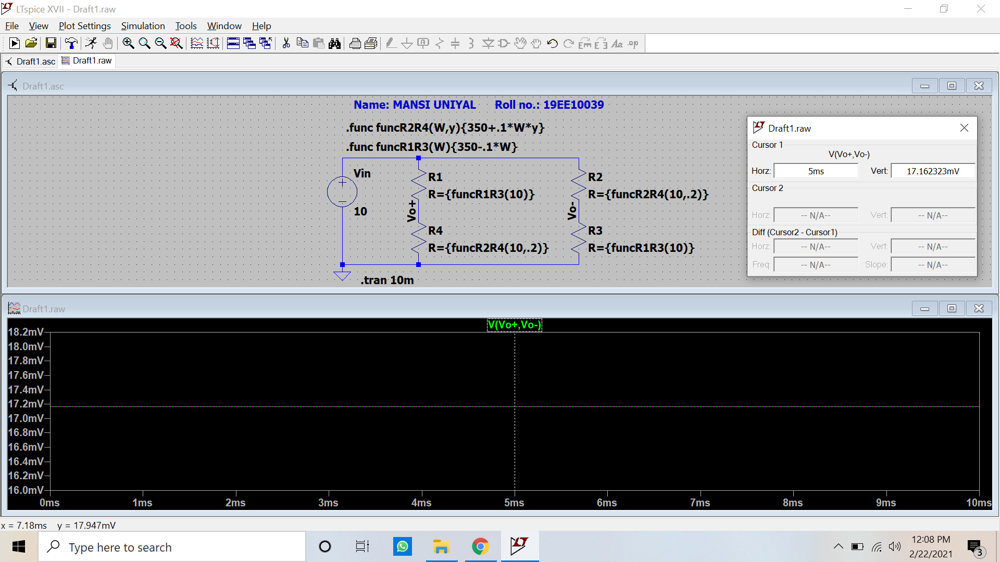 LTspice XVII - Draft1.raw
File View Plot Settings Simulation Tools Window Help
Draft1.asc Draft1.raw
Draft1.asc
Name: MANSI UNIYAL Roll no.: 19EE10039
.func funcR2R4(W,y){350+.1*W*y}
.func funcR1R3(W){350-.1*W}
Vin
10
R1
R={funcR1R3(10)}
R2
R={funcR2R4(10,.2)}
Vo+
Vo-
R4
R={funcR2R4(10,.2)}
R3
R={funcR1R3(10)}
.tran 10m
Draft1.raw
Cursor 1
V(Vo+,Vo-)
Horz: 5ms Vert: 17.162323mV
Cursor 2
Horz: -- N/A-- Vert: -- N/A--
Diff (Cursor2 - Cursor1)
Horz: -- N/A-- Vert: -- N/A--
Freq: -- N/A-- Slope: -- N/A--
Draft1.raw
V(Vo+,Vo-)
18.2mV
18.0mV
17.8mV
17.6mV
17.4mV
17.2mV
17.0mV
16.8mV
16.6mV
16.4mV
16.2mV
16.0mV
0ms 1ms 2ms 3ms 4ms 5ms 6ms 7ms 8ms 9ms 10ms
x = 7.18ms y = 17.947mV
Type here to search
12:08 PM
2/22/2021
3